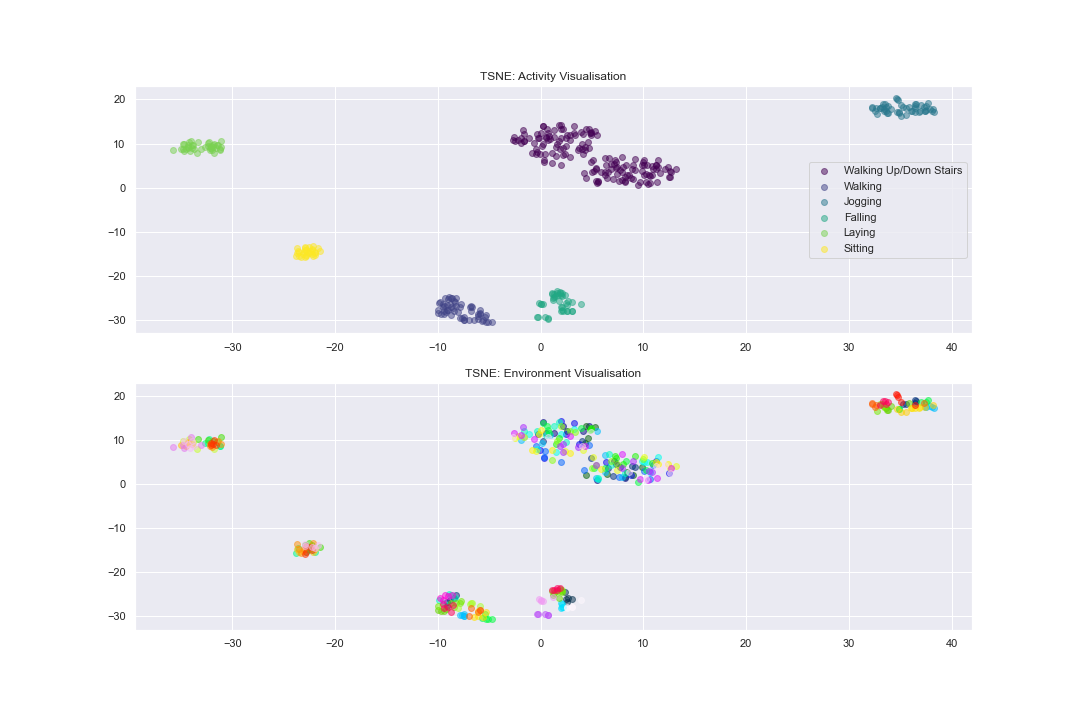 TSNE: Activity Visualisation
20
10
0
−10
−20
−30
Walking Up/Down Stairs
Walking
Jogging
Falling
Laying
Sitting
−30 −20 −10 0 10 20 30 40
TSNE: Environment Visualisation
20
10
0
−10
−20
−30
−30 −20 −10 0 10 20 30 40